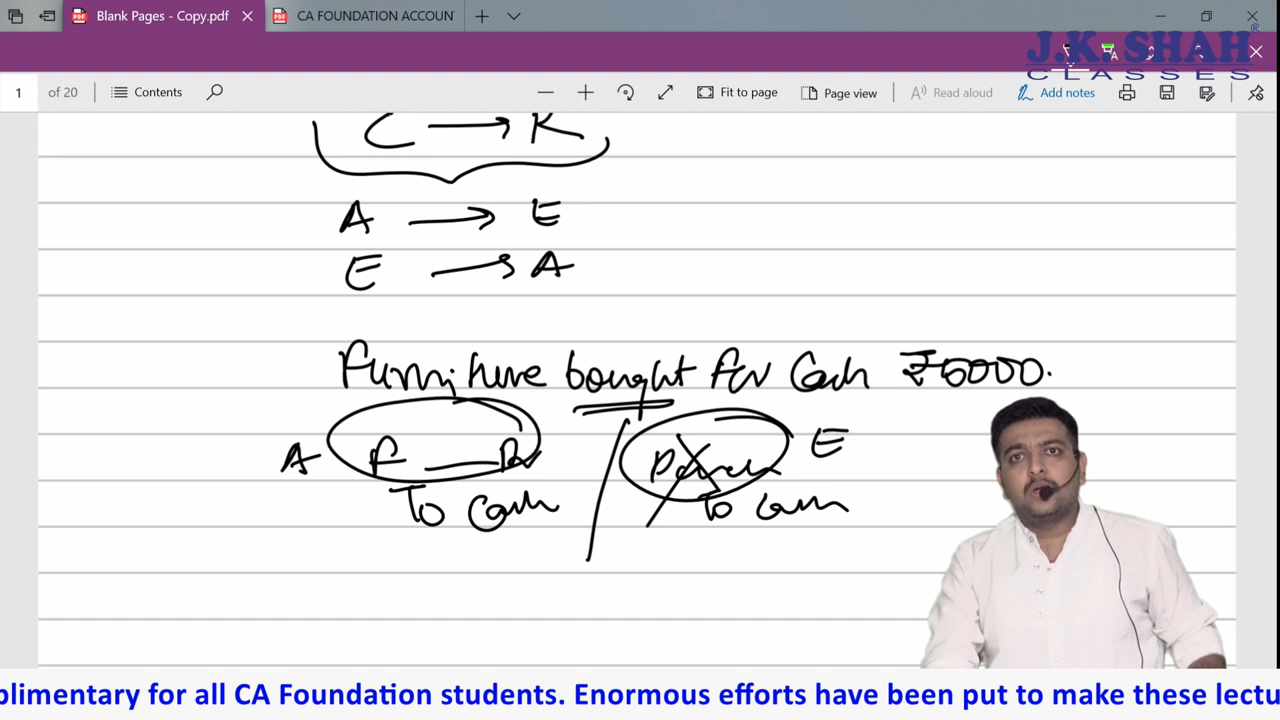 Blank Pages - Copy.pdf
CA FOUNDATION ACCOUNT
J.K. SHAH®
CLASSES
1 of 20 Contents Fit to page Page view Read aloud Add notes
C → R
A → E
E → A
Furniture bought for Cash ₹5000.
A F — Dr E
To Cash To Cash
plimentary for all CA Foundation students. Enormous efforts have been put to make these lectu